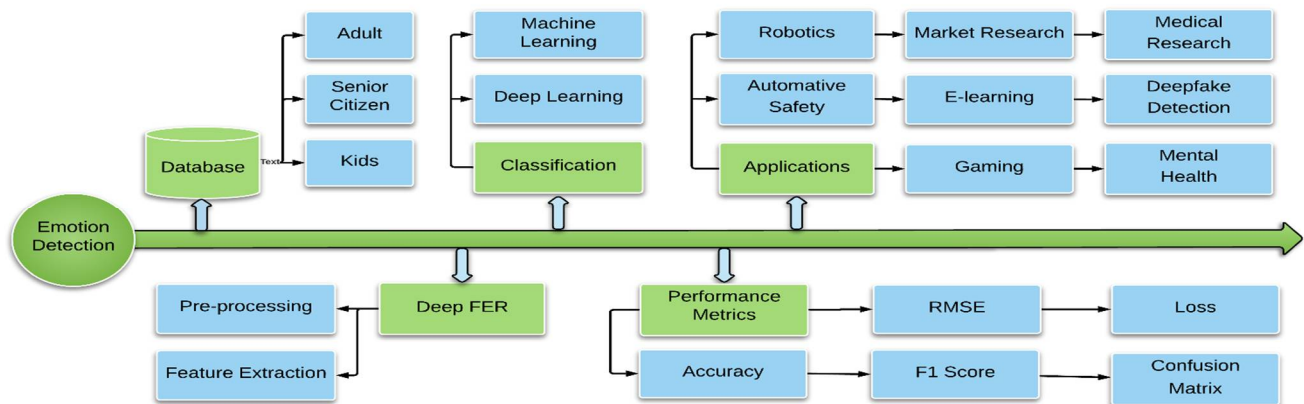 Adult
Machine
Learning
Robotics
Market Research
Medical
Research
Senior
Citizen
Deep Learning
Automative
Safety
E-learning
Deepfake
Detection
Database
Text
Kids
Classification
Applications
Gaming
Mental
Health
Emotion
Detection
Pre-processing
Deep FER
Performance
Metrics
RMSE
Loss
Feature Extraction
Accuracy
F1 Score
Confusion
Matrix